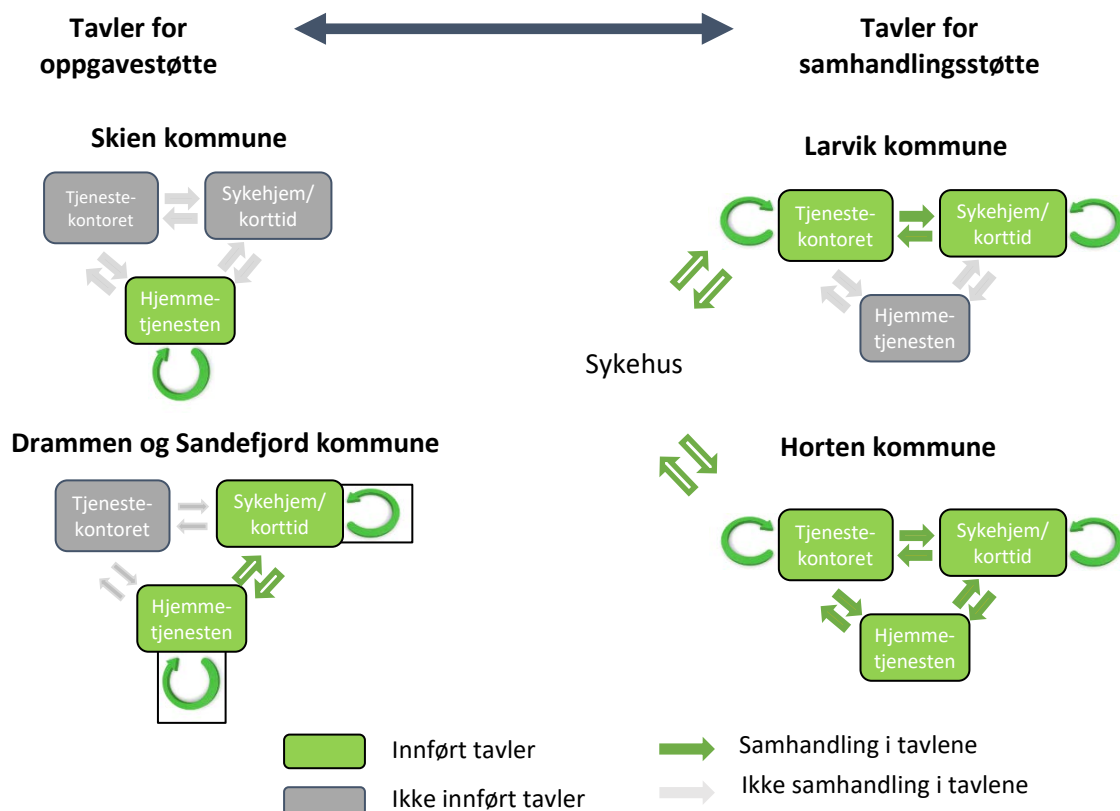 Tavler for
oppgavestøtte
Tavler for
samhandlingsstøtte
Skien kommune
Tjeneste-
kontoret
Sykehjem/
korttid
Hjemme-
tjenesten
Larvik kommune
Tjeneste-
kontoret
Sykehjem/
korttid
Hjemme-
tjenesten
Sykehus
Drammen og Sandefjord kommune
Tjeneste-
kontoret
Sykehjem/
korttid
Hjemme-
tjenesten
Horten kommune
Tjeneste-
kontoret
Sykehjem/
korttid
Hjemme-
tjenesten
Innført tavler
Samhandling i tavlene
Ikke innført tavler
Ikke samhandling i tavlene